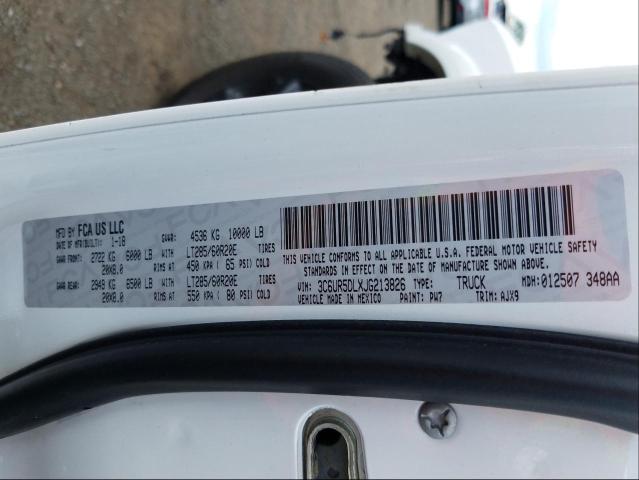 MFD BY FCA US LLC
DATE OF MFR(BUILT): 1-18 GVWR: 4536 KG 10000 LB
GAWR FRONT: 2722 KG 6000 LB LT285/60R20E TIRES
20X8.0 RIMS AT 450 KPA ( 65 PSI) COLD
GAWR REAR: 2948 KG 6500 LB LT285/60R20E TIRES
20X8.0 RIMS AT 550 KPA ( 80 PSI) COLD
THIS VEHICLE CONFORMS TO ALL APPLICABLE U.S.A. FEDERAL MOTOR VEHICLE SAFETY
STANDARDS IN EFFECT ON THE DATE OF MANUFACTURE SHOWN ABOVE.
VIN: 3C6UR5DLXJG213826 TYPE: TRUCK MDH: 012507 348AA
VEHICLE MADE IN MEXICO PAINT: PW7 TRIM: AJX9